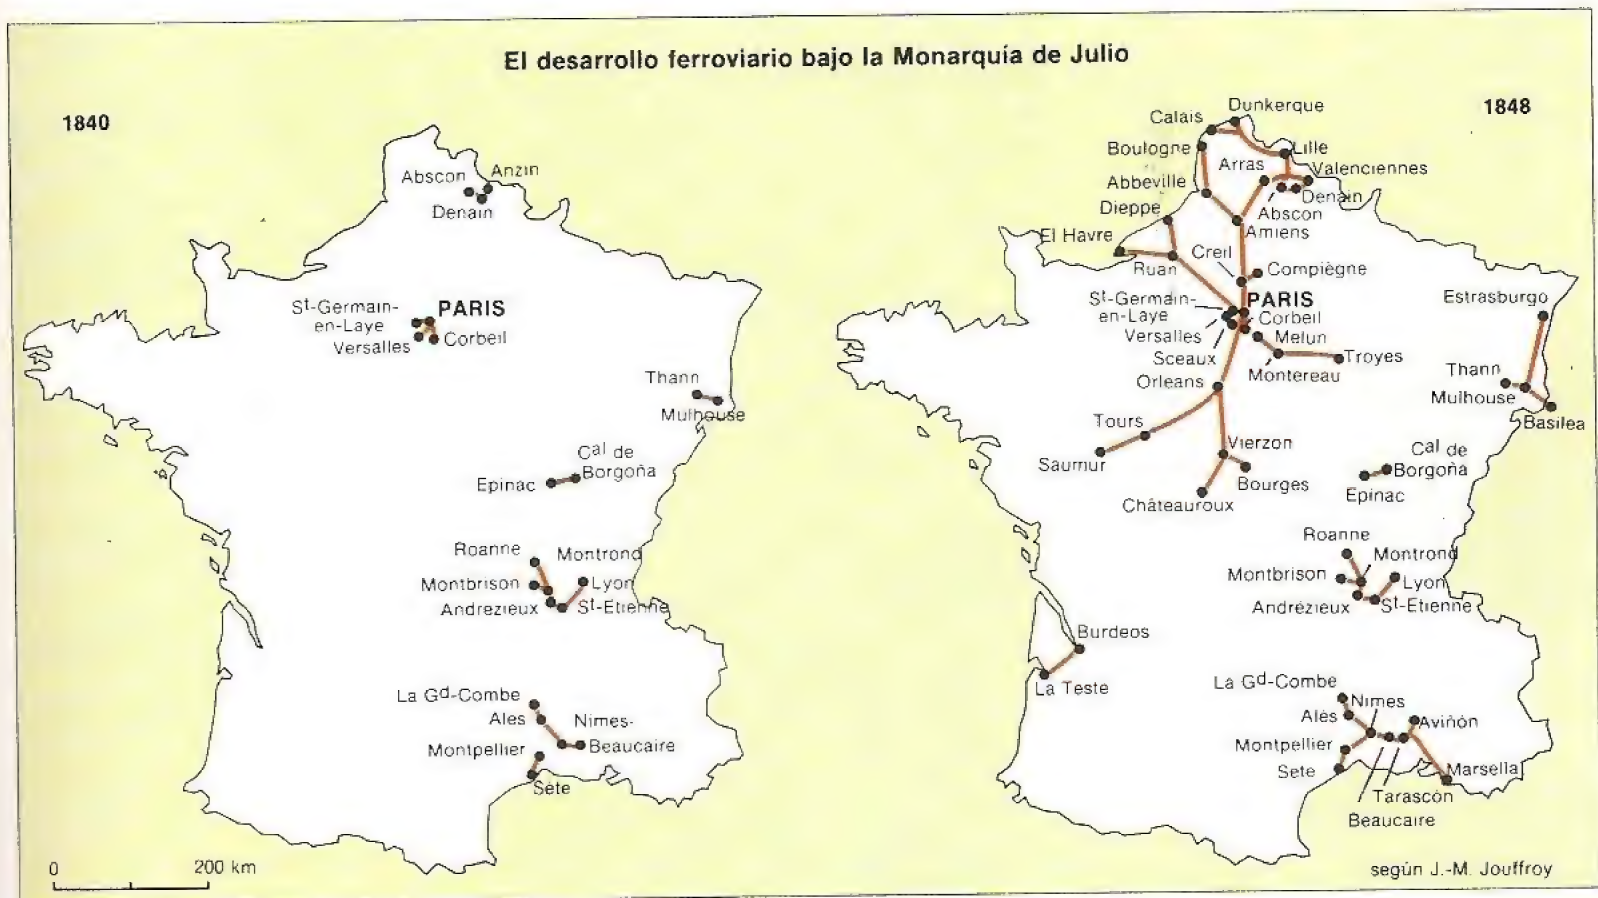 El desarrollo ferroviario bajo la Monarquía de Julio
1840
Abscon
Anzin
Denain
St-Germain-
en-Laye
PARIS
Versalles
Corbeil
Thann
Mulhouse
Cal de
Borgoña
Epinac
Roanne
Montrond
Montbrison
Lyon
Andrezieux
St-Etienne
La Gd-Combe
Ales
Nimes-
Beaucaire
Montpellier
Sète
0
200 km
1848
Dunkerque
Calais
Boulogne
Lille
Arras
Valenciennes
Abbeville
Denain
Dieppe
Abscon
Amiens
El Havre
Creil
Ruan
Compiègne
St-Germain-
en-Laye
PARIS
Estrasburgo
Versalles
Corbeil
Sceaux
Melun
Troyes
Orleans
Montereau
Thann
Mulhouse
Basilea
Tours
Vierzon
Saumur
Bourges
Châteauroux
Cal de
Borgoña
Epinac
Roanne
Montrond
Montbrison
Lyon
Andrézieux
St-Etienne
Burdeos
La Teste
La Gd-Combe
Nimes
Alès
Aviñón
Montpellier
Sete
Marsella
Tarascón
Beaucaire
según J.-M. Jouffroy